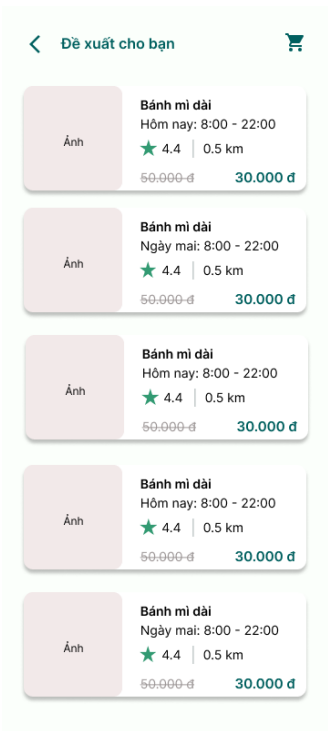 Đề xuất cho bạn
Ảnh
Bánh mì dài
Hôm nay: 8:00 - 22:00
4.4 | 0.5 km
50.000 đ 30.000 đ
Ảnh
Bánh mì dài
Ngày mai: 8:00 - 22:00
4.4 | 0.5 km
50.000 đ 30.000 đ
Ảnh
Bánh mì dài
Hôm nay: 8:00 - 22:00
4.4 | 0.5 km
50.000 đ 30.000 đ
Ảnh
Bánh mì dài
Hôm nay: 8:00 - 22:00
4.4 | 0.5 km
50.000 đ 30.000 đ
Ảnh
Bánh mì dài
Ngày mai: 8:00 - 22:00
4.4 | 0.5 km
50.000 đ 30.000 đ